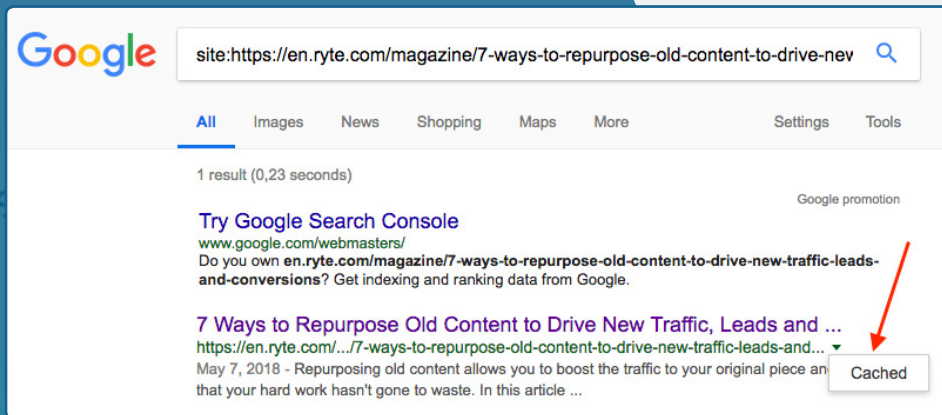 Google
site:https://en.ryte.com/magazine/7-ways-to-repurpose-old-content-to-drive-new
All Images News Shopping Maps More Settings Tools
1 result (0,23 seconds)
Google promotion
Try Google Search Console
www.google.com/webmasters/
Do you own en.ryte.com/magazine/7-ways-to-repurpose-old-content-to-drive-new-traffic-leads-
and-conversions? Get indexing and ranking data from Google.
7 Ways to Repurpose Old Content to Drive New Traffic, Leads and ...
https://en.ryte.com/.../7-ways-to-repurpose-old-content-to-drive-new-traffic-leads-and...
May 7, 2018 - Repurposing old content allows you to boost the traffic to your original piece
Cached
that your hard work hasn't gone to waste. In this article ...